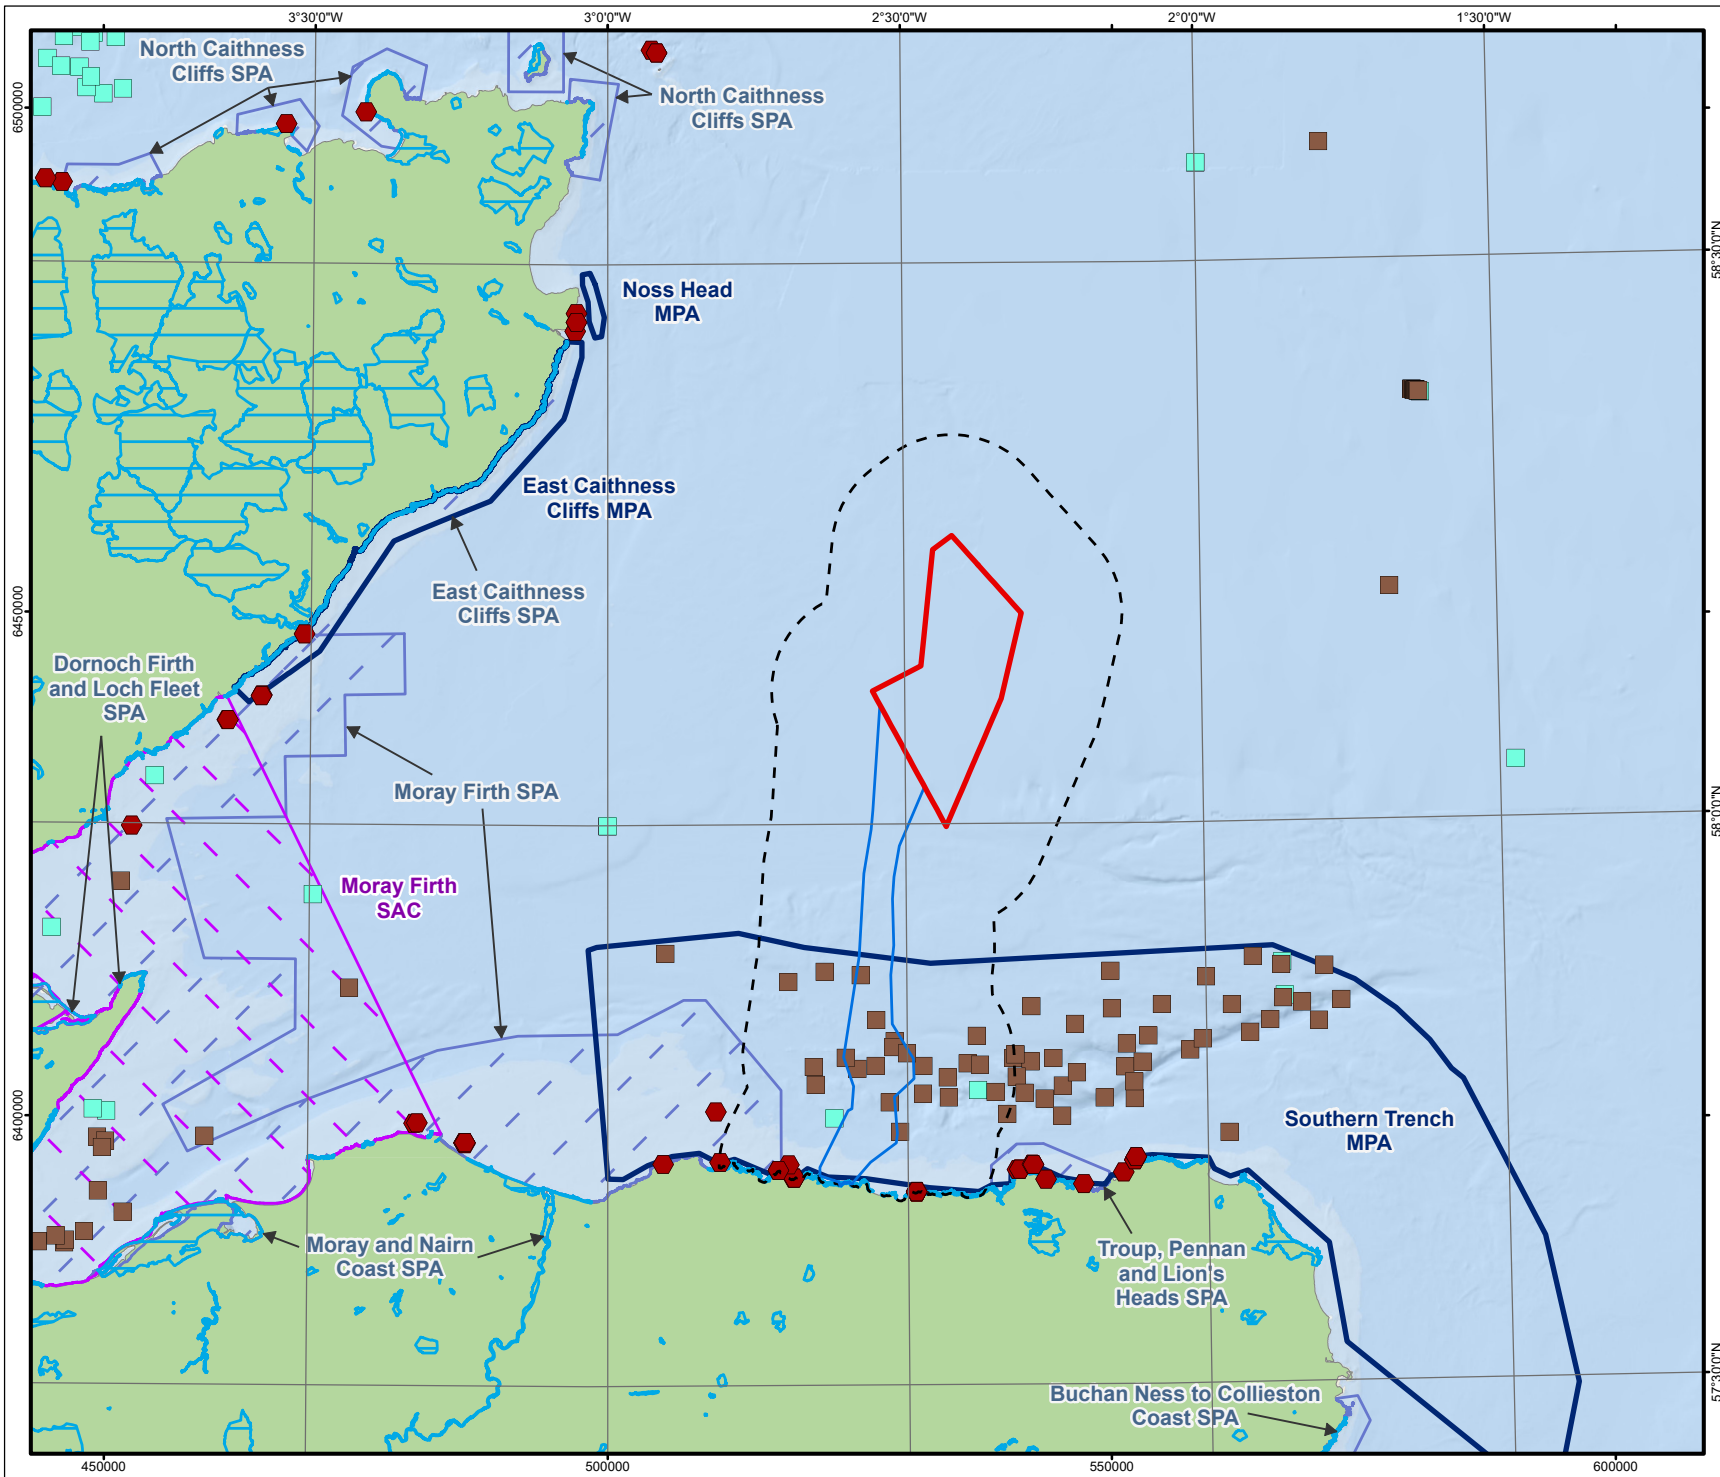 3°30'0"W
3°0'0"W
2°30'0"W
2°0'0"W
1°30'0"W
North Caithness
Cliffs SPA
North Caithness
Cliffs SPA
6500000
58°30'0"N
Noss Head
MPA
East Caithness
Cliffs MPA
East Caithness
Cliffs SPA
6450000
Dornoch Firth
and Loch Fleet
SPA
Moray Firth SPA
58°0'0"N
Moray Firth
SAC
6400000
Southern Trench
MPA
Moray and Nairn
Coast SPA
Troup, Pennan
and Lion's
Heads SPA
57°30'0"N
Buchan Ness to Collieston
Coast SPA
450000
500000
550000
600000